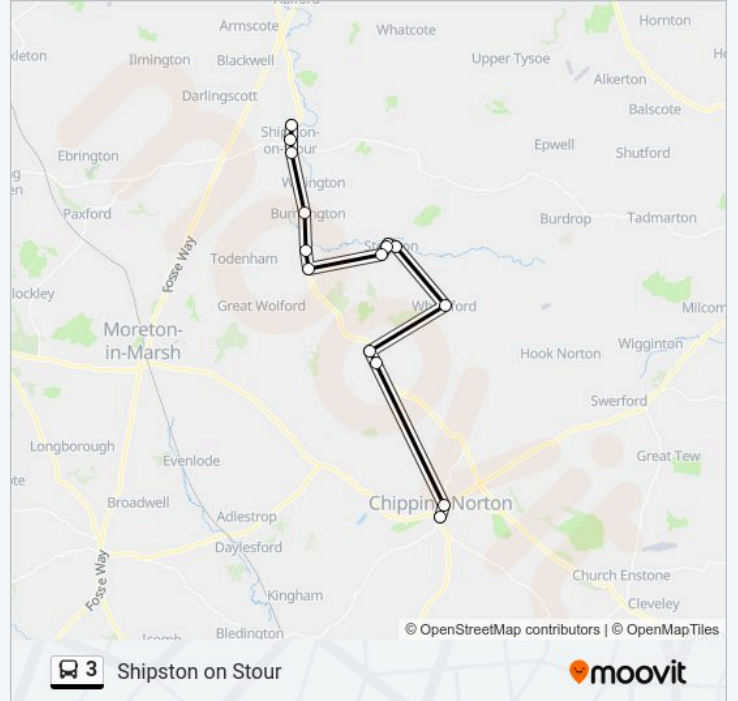 Armscote
Whatcote
Hornton
Ilmington
Blackwell
Upper Tysoe
Alkerton
Darlingscott
Balscote
Epwell
Shutford
Ebrington
Paxford
Burdrop
Tadmarton
Todenham
Fosse Way
Great Wolford
Moreton-
in-Marsh
Hook Norton
Wigginton
Swerford
Longborough
Evenlode
Great Tew
Broadwell
Chipping Norton
Adlestrop
Daylesford
Fosse Way
Church Enstone
Kingham
Cleveley
Bledington
© OpenStreetMap contributors | © OpenMapTiles
3 Shipston on Stour
moovit